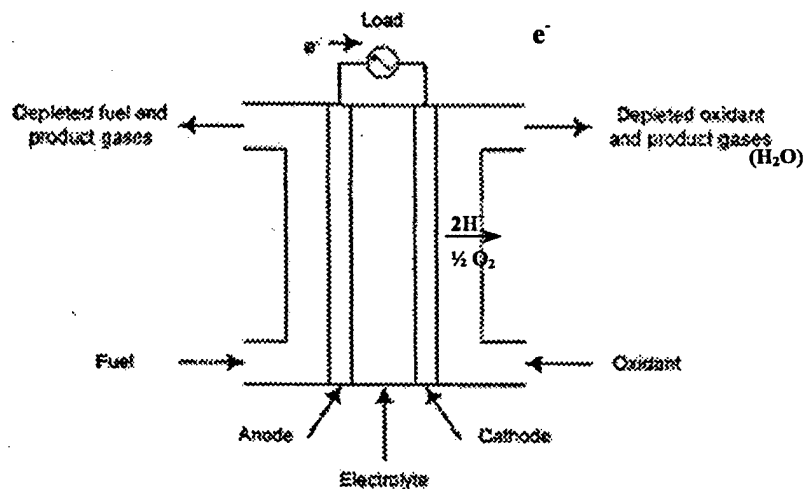 Load
e⁻
e⁻
Depleted fuel and
product gases
Depleted oxidant
and product gases
(H₂O)
2H
½ O₂
Fuel
Oxidant
Anode
Cathode
Electrolyte